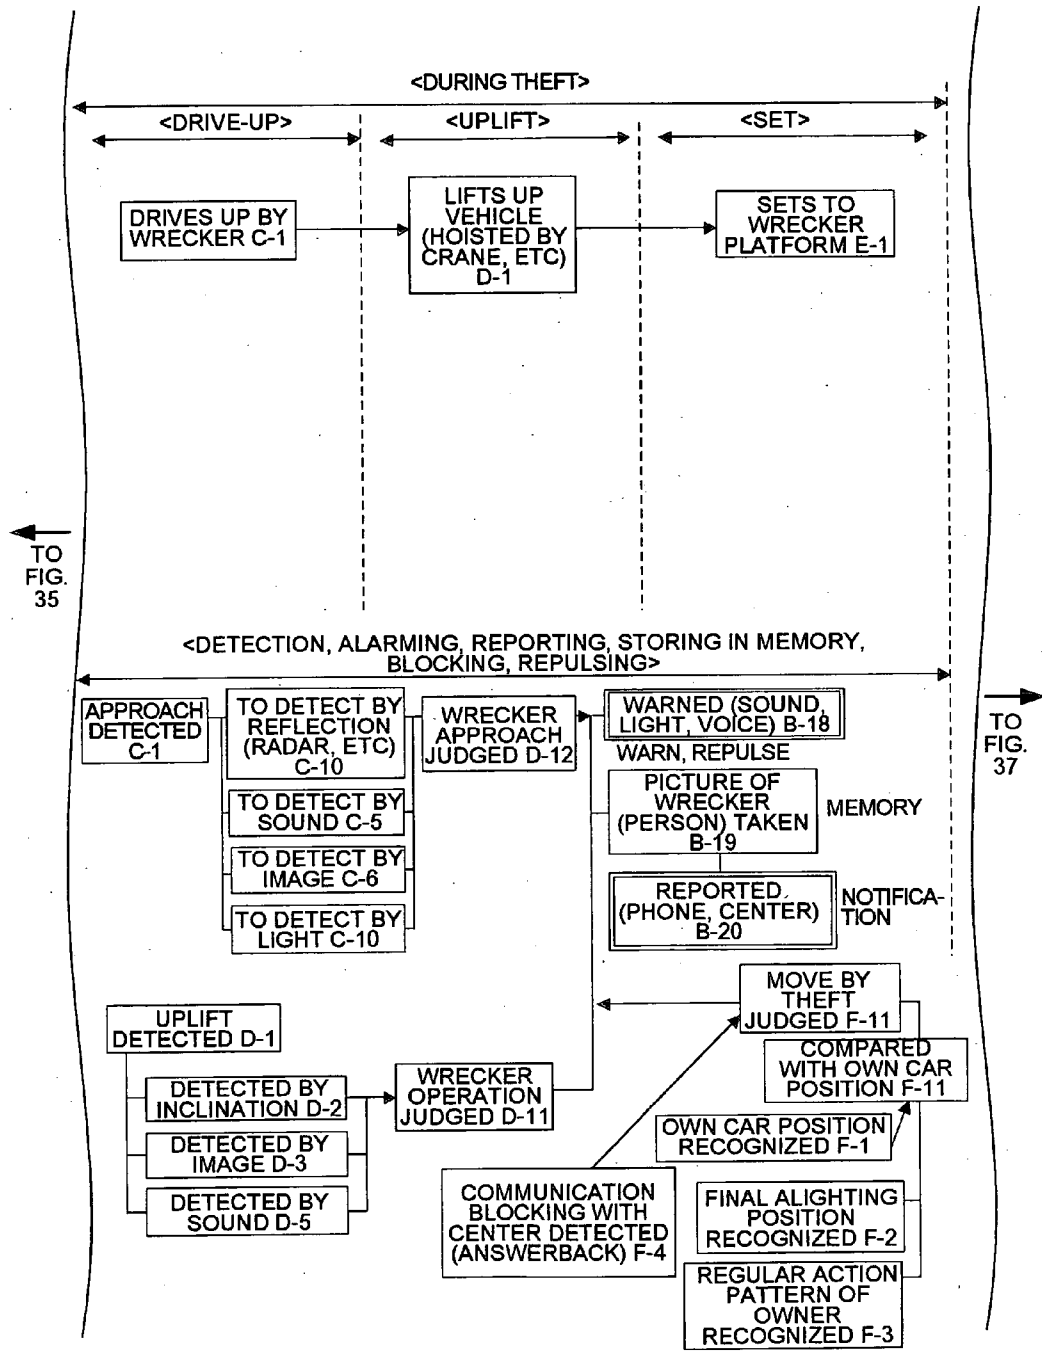 <DURING THEFT>
<DRIVE-UP>
<UPLIFT>
<SET>
DRIVES UP BY
WRECKER C-1
LIFTS UP
VEHICLE
(HOISTED BY
CRANE, ETC)
D-1
SETS TO
WRECKER
PLATFORM E-1
TO
FIG.
35
<DETECTION, ALARMING, REPORTING, STORING IN MEMORY,
BLOCKING, REPULSING>
APPROACH
DETECTED
C-1
TO DETECT BY
REFLECTION
(RADAR, ETC)
C-10
TO DETECT BY
SOUND C-5
TO DETECT BY
IMAGE C-6
TO DETECT BY
LIGHT C-10
WRECKER
APPROACH
JUDGED D-12
WARNED (SOUND,
LIGHT, VOICE) B-18
WARN, REPULSE
PICTURE OF
WRECKER
(PERSON) TAKEN
B-19
MEMORY
REPORTED
(PHONE, CENTER)
B-20
NOTIFICA-
TION
TO
FIG.
37
UPLIFT
DETECTED D-1
DETECTED BY
INCLINATION D-2
DETECTED BY
IMAGE D-3
DETECTED BY
SOUND D-5
WRECKER
OPERATION
JUDGED D-11
MOVE BY
THEFT
JUDGED F-11
COMPARED
WITH OWN CAR
POSITION F-11
OWN CAR POSITION
RECOGNIZED F-1
COMMUNICATION
BLOCKING WITH
CENTER DETECTED
(ANSWERBACK) F-4
FINAL ALIGHTING
POSITION
RECOGNIZED F-2
REGULAR ACTION
PATTERN OF
OWNER
RECOGNIZED F-3